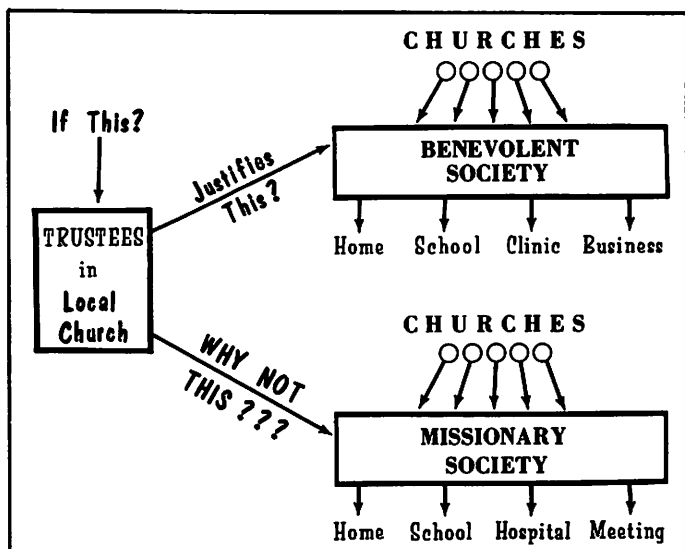 If This?
TRUSTEES
in
Local
Church
Justifies
This?
WHY NOT
THIS???
CHURCHES
BENEVOLENT
SOCIETY
Home School Clinic Business
CHURCHES
MISSIONARY
SOCIETY
Home School Hospital Meeting